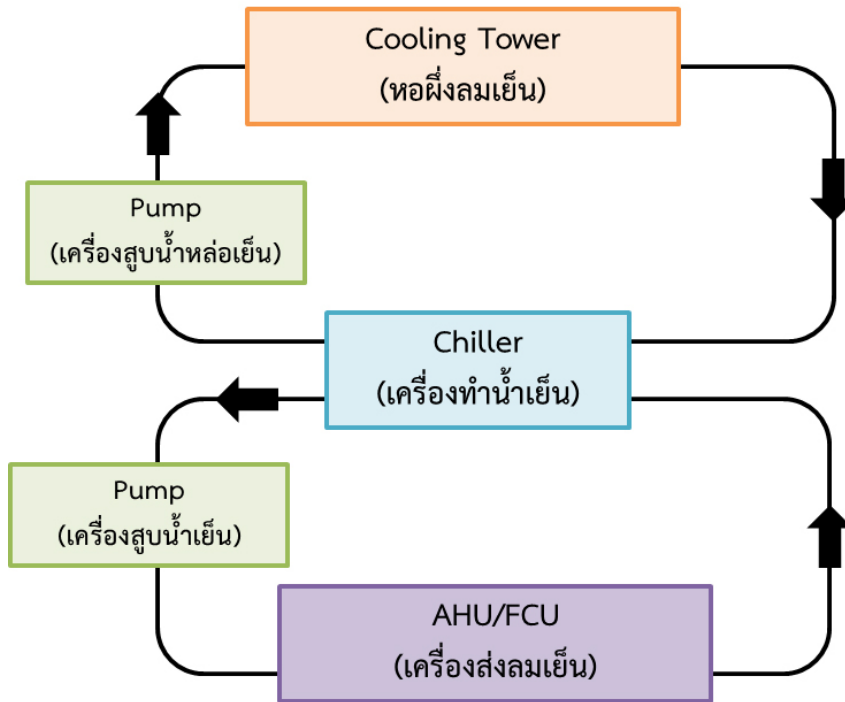 Cooling Tower
(หอผึ่งลมเย็น)
Pump
(เครื่องสูบน้ำหล่อเย็น)
Chiller
(เครื่องทำน้ำเย็น)
Pump
(เครื่องสูบน้ำเย็น)
AHU/FCU
(เครื่องส่งลมเย็น)